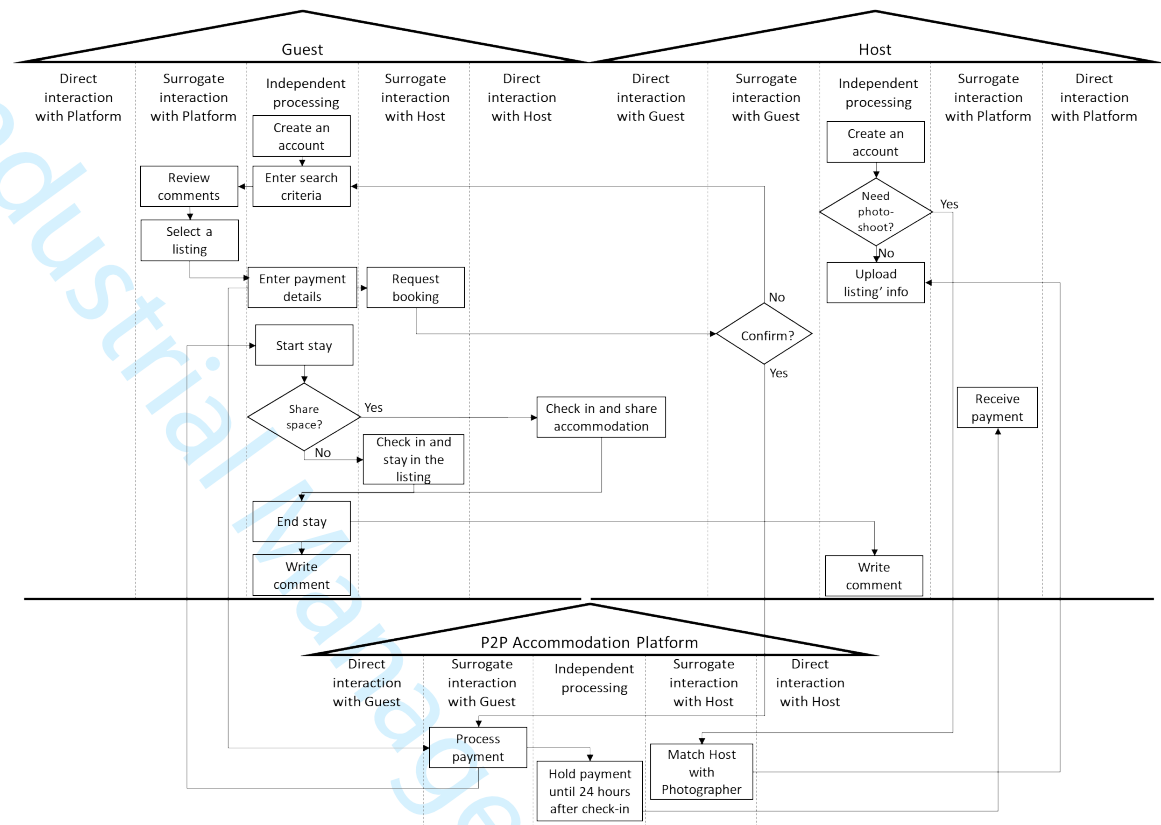 Guest
Host
Direct
interaction
with Platform
Surrogate
interaction
with Platform
Independent
processing
Surrogate
interaction
with Host
Direct
interaction
with Host
Direct
interaction
with Guest
Surrogate
interaction
with Guest
Independent
processing
Surrogate
interaction
with Platform
Direct
interaction
with Platform
Create an
account
Enter search
criteria
Review
comments
Select a
listing
Enter payment
details
Request
booking
Start stay
Share
space?
Yes
No
Check in and
stay in the
listing
Check in and share
accommodation
End stay
Write
comment
Create an
account
Need
photo-
shoot?
Yes
No
Upload
listing’ info
No
Confirm?
Yes
Receive
payment
Write
comment
P2P Accommodation Platform
Direct
interaction
with Guest
Surrogate
interaction
with Guest
Independent
processing
Surrogate
interaction
with Host
Direct
interaction
with Host
Process
payment
Hold payment
until 24 hours
after check-in
Match Host
with
Photographer